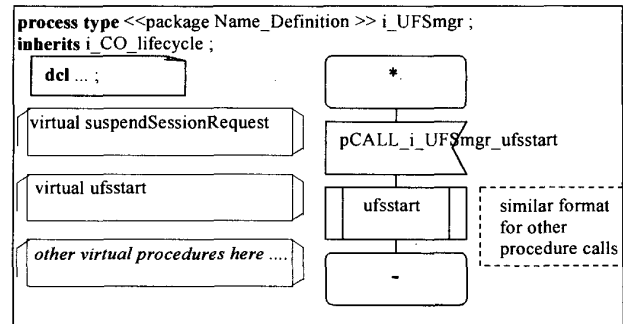 process type <<package Name_Definition >> i_UFSmgr ;
inherits i_CO_lifecycle ;
dcl ... ;
*
virtual suspendSessionRequest
pCALL_i_UFSmgr_ufsstart
virtual ufsstart
ufsstart
similar format
for other
procedure calls
other virtual procedures here ....
-